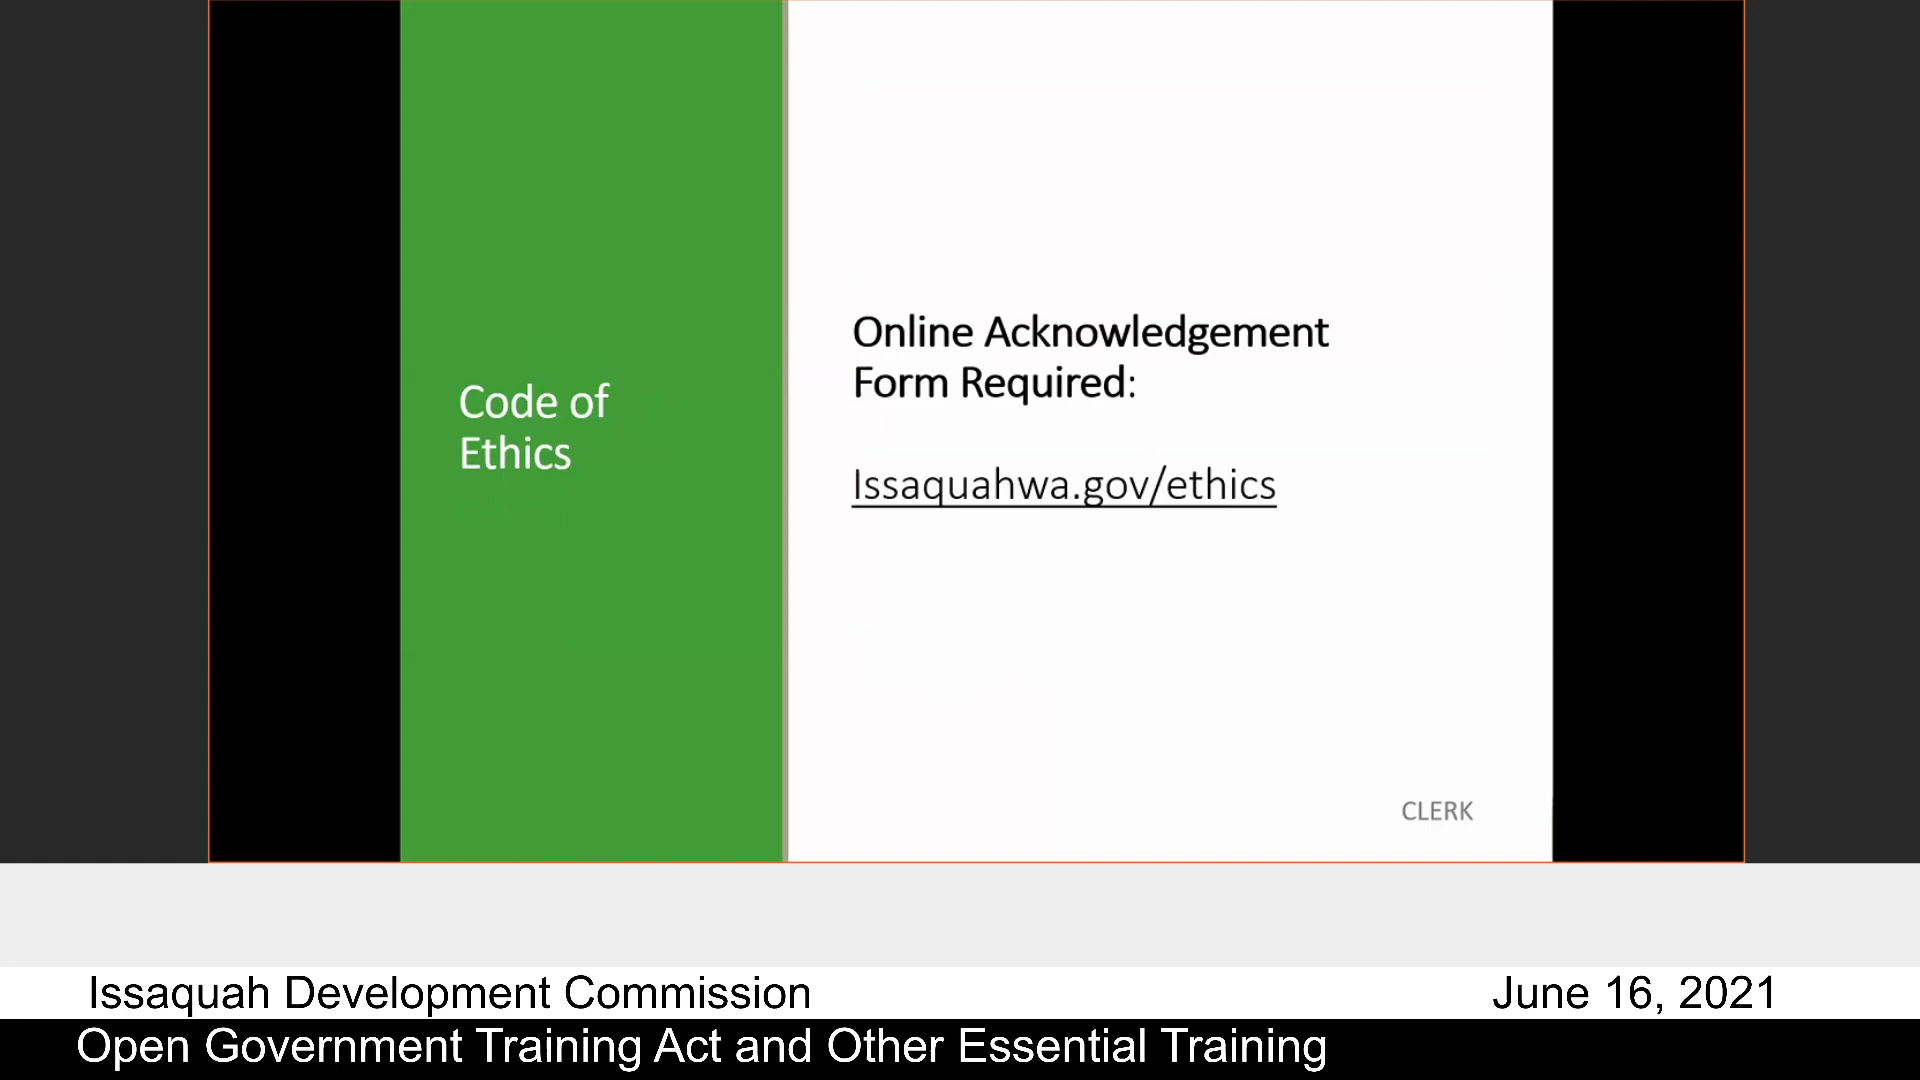 Code of
Ethics
Online Acknowledgement
Form Required:
Issaquahwa.gov/ethics
CLERK
Issaquah Development Commission
June 16, 2021
Open Government Training Act and Other Essential Training